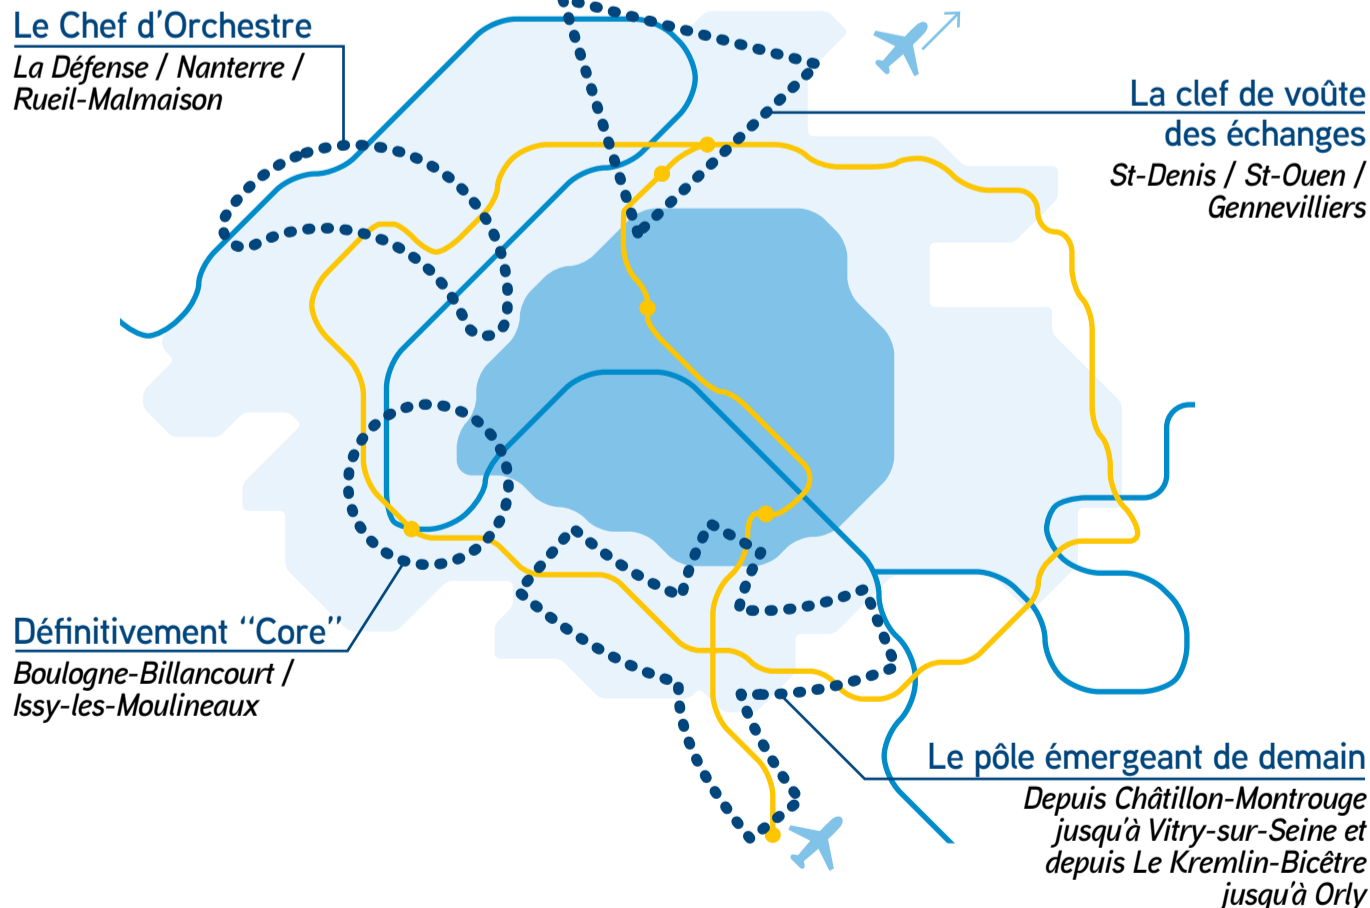 Le Chef d’Orchestre
La Défense / Nanterre /
Rueil-Malmaison
La clef de voûte
des échanges
St-Denis / St-Ouen /
Gennevilliers
Définitivement “Core”
Boulogne-Billancourt /
Issy-les-Moulineaux
Le pôle émergeant de demain
Depuis Châtillon-Montrouge
jusqu’à Vitry-sur-Seine et
depuis Le Kremlin-Bicêtre
jusqu’à Orly